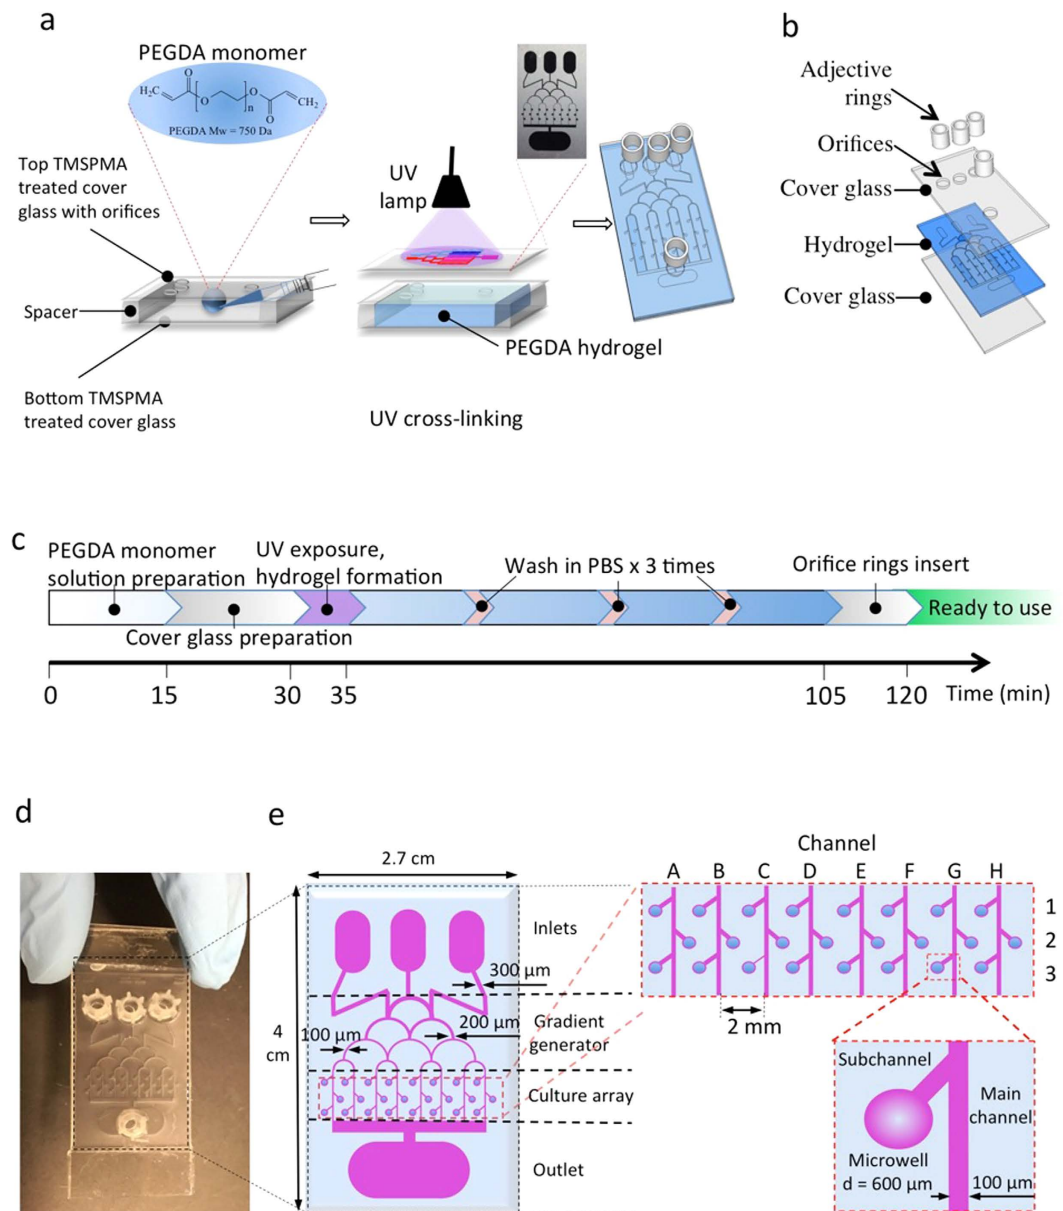 a
PEGDA monomer
H₂C
O
O
n
O
O
CH₂
PEGDA Mw = 750 Da
Top TMSPMA
treated cover
glass with orifices
Spacer
Bottom TMSPMA
treated cover glass
UV
lamp
PEGDA hydrogel
UV cross-linking
b
Adjective
rings
Orifices
Cover glass
Hydrogel
Cover glass
c
PEGDA monomer
solution preparation
UV exposure,
hydrogel formation
Wash in PBS x 3 times
Orifice rings insert
Cover glass preparation
Ready to use
0
15
30
35
105
120
Time (min)
d
e
2.7 cm
4
cm
Inlets
300 µm
100 µm
200 µm
Gradient
generator
Culture array
Outlet
Channel
A B C D E F G H
1
2
3
2 mm
Subchannel
Main
channel
Microwell
d = 600 µm
100 µm